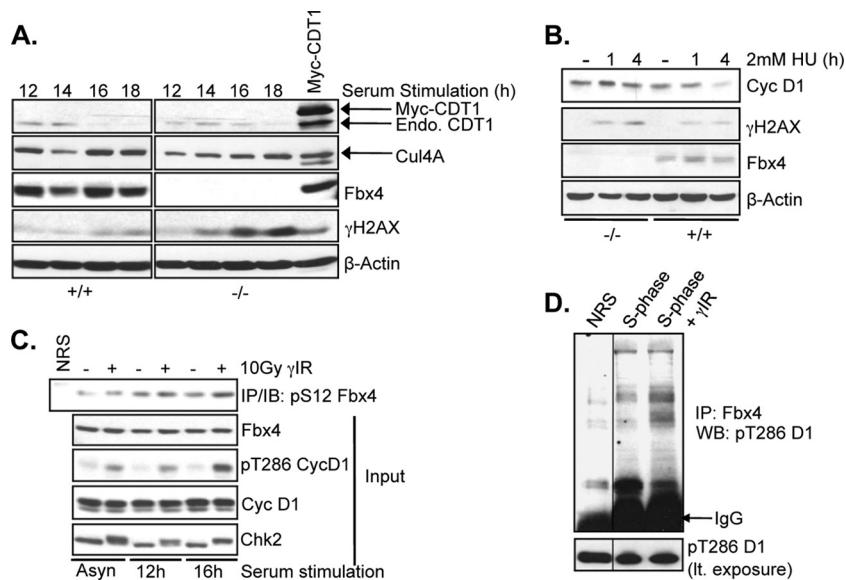 A.
Myc-CDT1
12 14 16 18 12 14 16 18 Serum Stimulation (h)
Myc-CDT1
Endo. CDT1
Cul4A
Fbx4
γH2AX
β-Actin
+/+ -/-
B.
- 1 4 - 1 4 2mM HU (h)
Cyc D1
γH2AX
Fbx4
β-Actin
-/- +/+
C.
NRS
- + - + - + 10Gy γIR
IP/IB: pS12 Fbx4
Fbx4
pT286 CycD1
Cyc D1
Chk2
Input
Asyn 12h 16h Serum stimulation
D.
NRS
S-phase
S-phase
+ γIR
IP: Fbx4
WB: pT286 D1
IgG
pT286 D1
(lt. exposure)